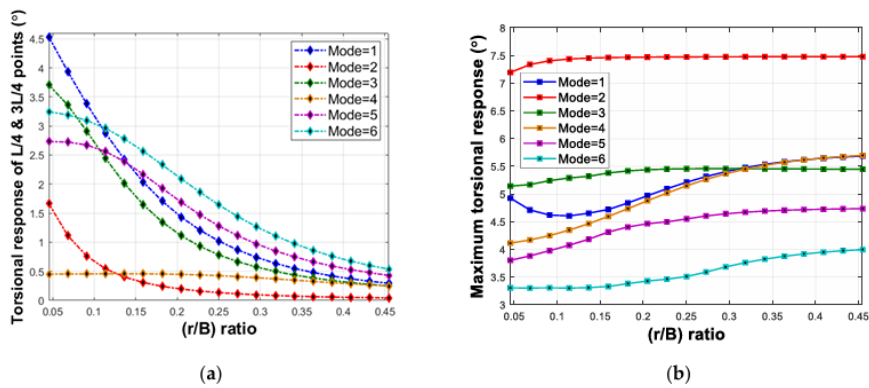 Torsional response of L/4 & 3L/4 points (°)
4.5
4
3.5
3
2.5
2
1.5
1
0.5
0
0.05
0.1
0.15
0.2
0.25
0.3
0.35
0.4
0.45
(r/B) ratio
Mode=1
Mode=2
Mode=3
Mode=4
Mode=5
Mode=6
(a)
Maximum torsional response (°)
8
7.5
7
6.5
6
5.5
5
4.5
4
3.5
3
0.05
0.1
0.15
0.2
0.25
0.3
0.35
0.4
0.45
(r/B) ratio
Mode=1
Mode=2
Mode=3
Mode=4
Mode=5
Mode=6
(b)